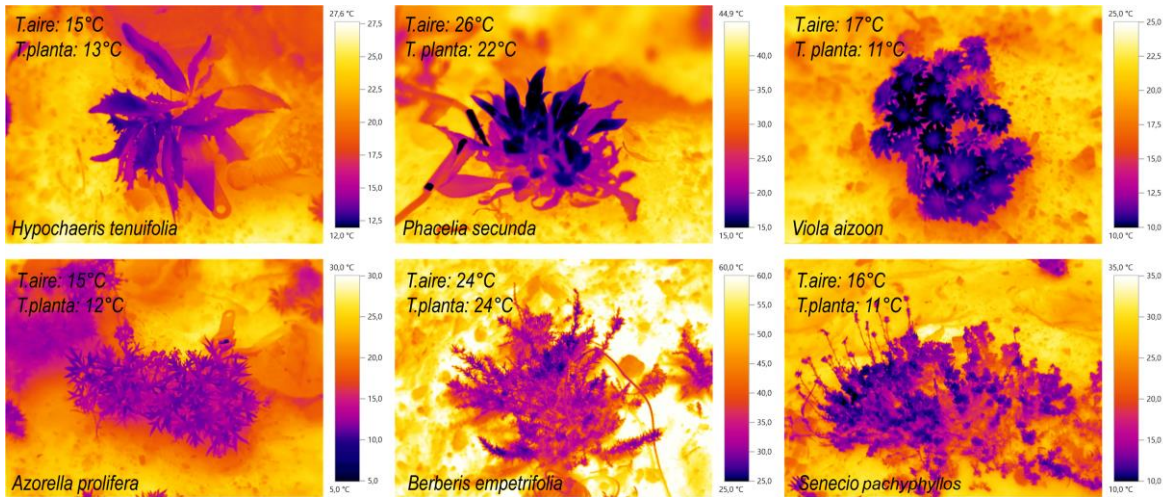 T.aire: 15°C
T.planta: 13°C
Hypochaeris tenuifolia
27,6 °C
27,5
25,0
22,5
20,0
17,5
15,0
12,5
12,0 °C
T.aire: 26°C
T. planta: 22°C
Phacelia secunda
44,9 °C
40,0
35,0
30,0
25,0
20,0
15,0
15,0 °C
T.aire: 17°C
T. planta: 11°C
Viola aizoon
25,0 °C
25,0
22,5
20,0
17,5
15,0
12,5
10,0
10,0 °C
T.aire: 15°C
T.planta: 12°C
Azorella prolifera
30,0 °C
30,0
25,0
20,0
15,0
10,0
5,0
5,0 °C
T.aire: 24°C
T.planta: 24°C
Berberis empetrifolia
60,0 °C
60,0
55,0
50,0
45,0
40,0
35,0
30,0
25,0
25,0 °C
T.aire: 16°C
T.planta: 11°C
Senecio pachyphyllos
35,0 °C
35,0
30,0
25,0
20,0
15,0
10,0
10,0 °C